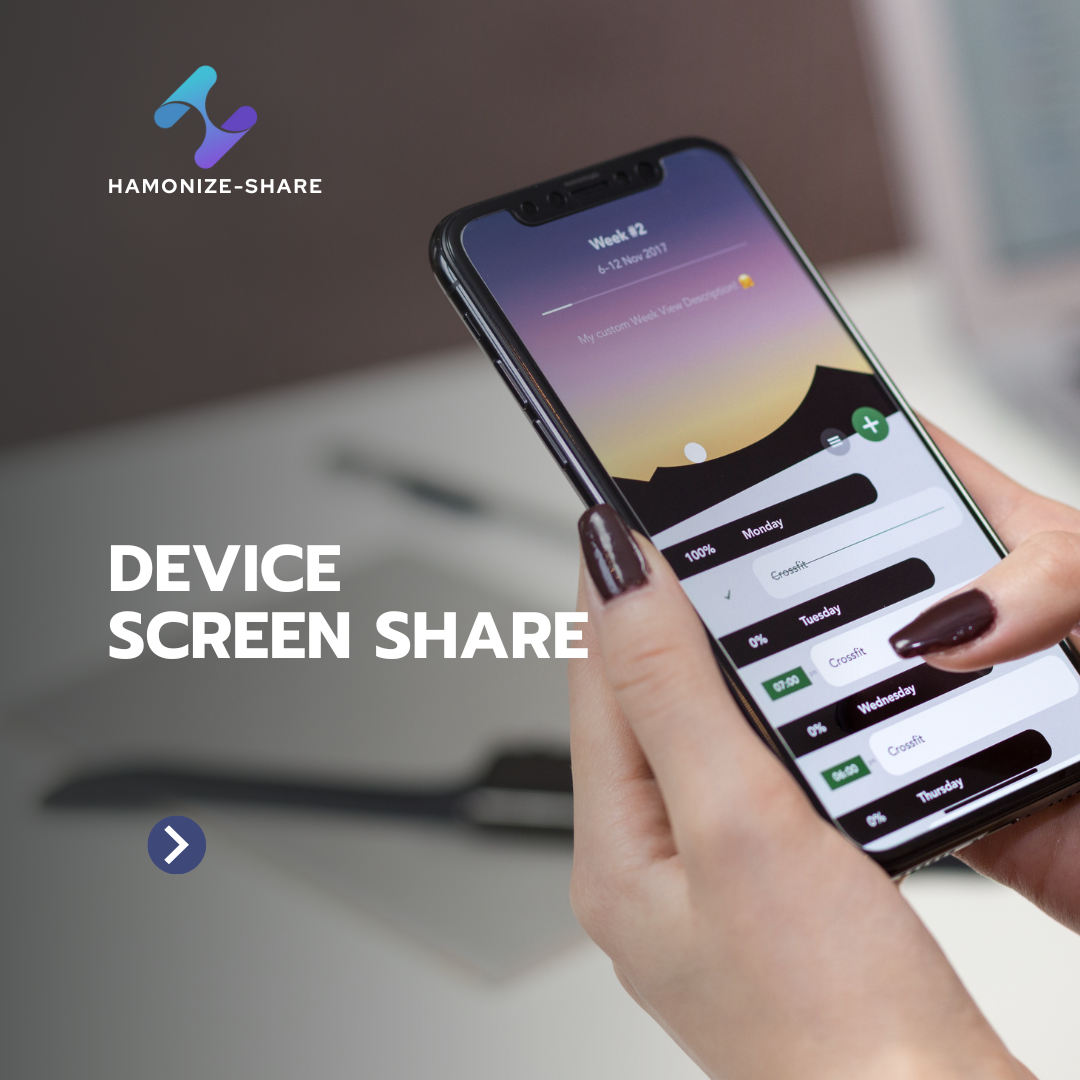 HAMONIZE-SHARE
DEVICE
SCREEN SHARE
Week #2
6-12 Nov 2017
My custom Week View Description!
100% Monday
Crossfit
0% Tuesday
07:00 Crossfit
0% Wednesday
06:00 Crossfit
0% Thursday